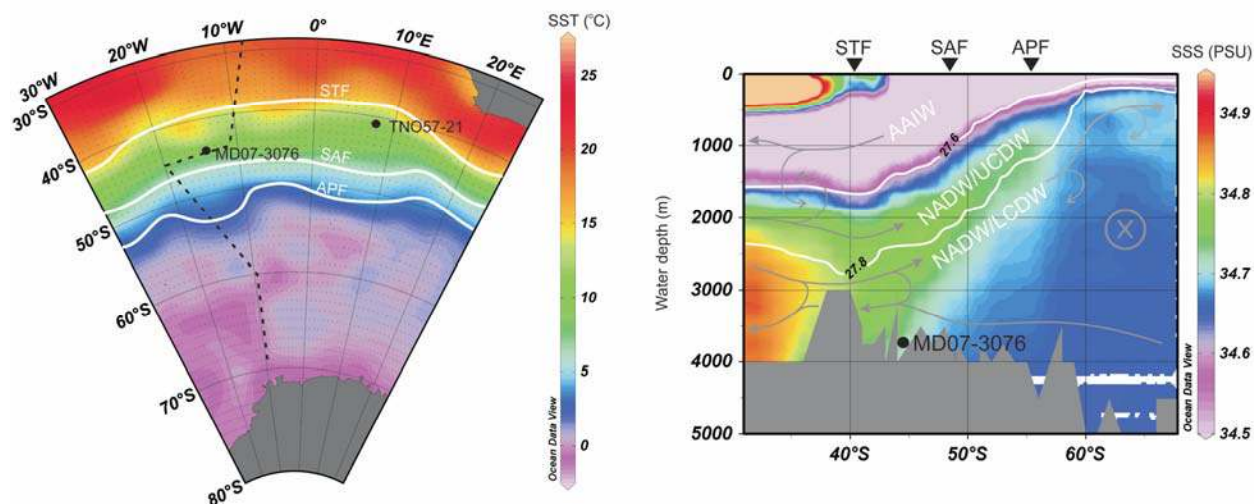 SST (°C)
30°W
20°W
10°W
0°
10°E
20°E
30°S
40°S
50°S
60°S
70°S
80°S
STF
TNO57-21
MD07-3076
SAF
APF
25
20
15
10
5
0
Ocean Data View
STF SAF APF
SSS (PSU)
Water depth (m)
0
1000
2000
3000
4000
5000
40°S 50°S 60°S
AAIW
27.6
NADW/UCDW
NADW/LCDW
27.8
X
MD07-3076
34.9
34.8
34.7
34.6
34.5
Ocean Data View